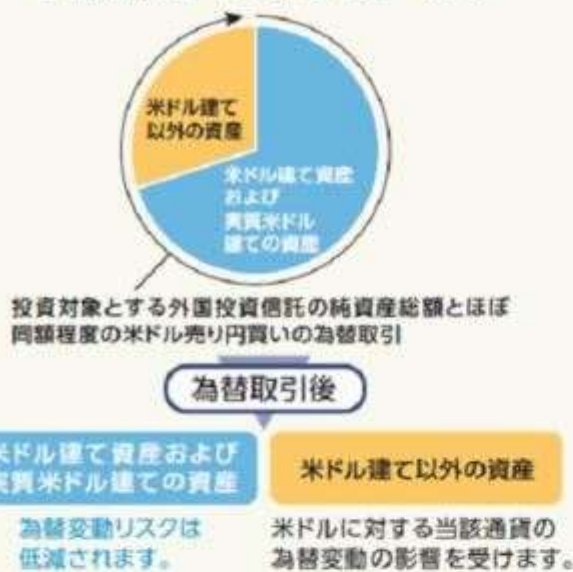 米ドル建て
以外の資産
米ドル建て資産
および
実質米ドル
建ての資産
投資対象とする外国投資信託の純資産総額とほぼ
同額程度の米ドル売り円買いの為替取引
為替取引後
米ドル建て資産および
実質米ドル建ての資産
米ドル建て以外の資産
為替変動リスクは
低減されます。
米ドルに対する当該通貨の
為替変動の影響を受けます。